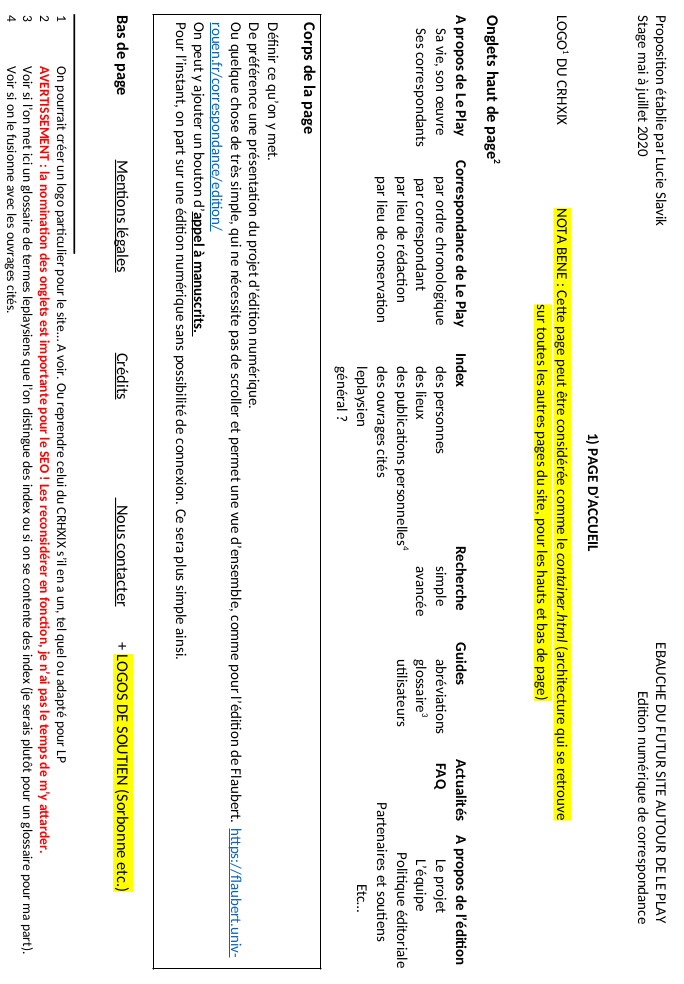 Proposition établie par Lucie Slavik EBAUCHE DU FUTUR SITE AUTOUR DE LE PLAY
Stage mai à juillet 2020 Edition numérique de correspondance
1) PAGE D'ACCUEIL
LOGO1 DU CRHXIX NOTA BENE : Cette page peut être considérée comme le container.html (architecture qui se retrouve
sur toutes les autres pages du site, pour les hauts et bas de page)
Onglets haut de page2
A propos de Le Play Correspondance de Le Play Index Recherche Guides Actualités A propos de l'édition
Sa vie, son œuvre par ordre chronologique des personnes simple abréviations FAQ Le projet
Ses correspondants par correspondant des lieux avancée glossaire3 L'équipe
par lieu de rédaction des publications personnelles4 utilisateurs Politique éditoriale
par lieu de conservation des ouvrages cités Partenaires et soutiens
leplaysien Etc...
général ?
Corps de la page
Définir ce qu'on y met.
De préférence une présentation du projet d'édition numérique.
Ou quelque chose de très simple, qui ne nécessite pas de scroller et permet une vue d'ensemble, comme pour l'édition de Flaubert. https://flaubert.univ-
rouen.fr/correspondance/edition/
On peut y ajouter un bouton d'appel à manuscrits.
Pour l'instant, on part sur une édition numérique sans possibilité de connexion. Ce sera plus simple ainsi.
Bas de page Mentions légales Crédits Nous contacter + LOGOS DE SOUTIEN (Sorbonne etc.)
1 On pourrait créer un logo particulier pour le site... A voir. Ou reprendre celui du CRHXIX s'il en a un, tel quel ou adapté pour LP
2 AVERTISSEMENT : la nomination des onglets est importante pour le SEO ! Les reconsidérer en fonction, je n'ai pas le temps de m'y attarder.
3 Voir si l'on met ici un glossaire de termes leplaysiens que l'on distingue des index ou si on se contente des index (je serais plutôt pour un glossaire pour ma part).
4 Voir si on le fusionne avec les ouvrages cités.